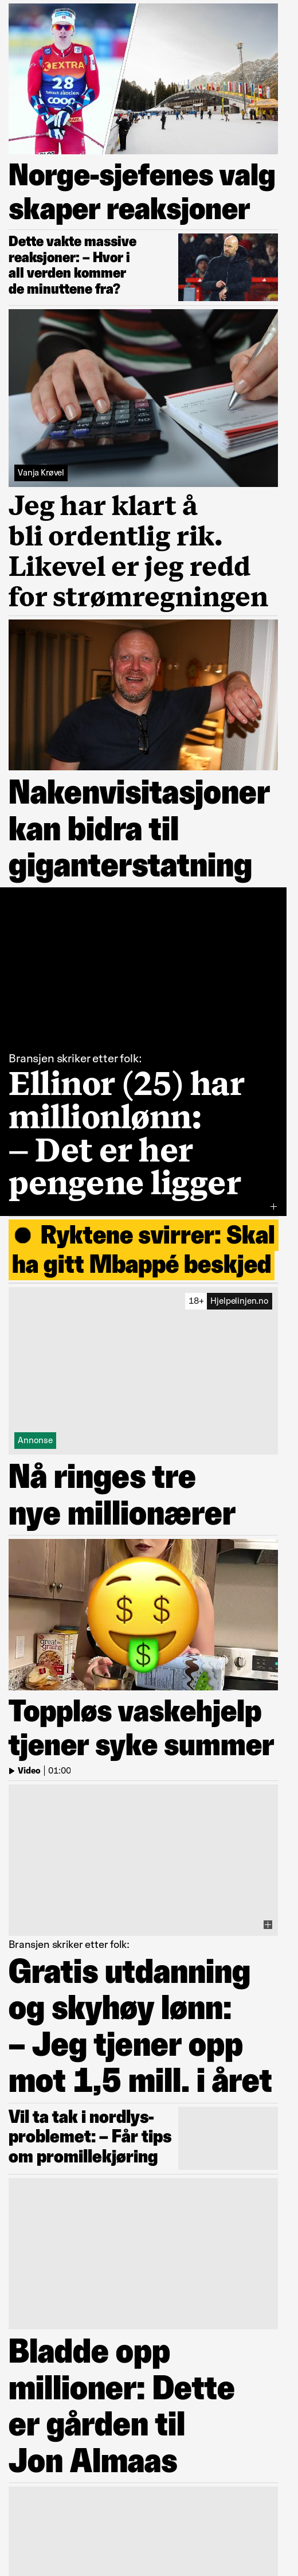 EXTRA
28
coop
Norge-sjefenes valg
skaper reaksjoner
Dette vakte massive
reaksjoner: – Hvor i
all verden kommer
de minuttene fra?
Vanja Krøvel
Jeg har klart å
bli ordentlig rik.
Likevel er jeg redd
for strømregningen
Nakenvisitasjoner
kan bidra til
giganterstatning
Bransjen skriker etter folk:
Ellinor (25) har
millionlønn:
– Det er her
pengene ligger
Ryktene svirrer: Skal
ha gitt Mbappé beskjed
18+ Hjelpelinjen.no
Annonse
Nå ringes tre
nye millionærer
great
grains
Toppløs vaskehjelp
tjener syke summer
Video | 01:00
Bransjen skriker etter folk:
Gratis utdanning
og skyhøy lønn:
– Jeg tjener opp
mot 1,5 mill. i året
Vil ta tak i nordlys-
problemet: – Får tips
om promillekjøring
Bladde opp
millioner: Dette
er gården til
Jon Almaas